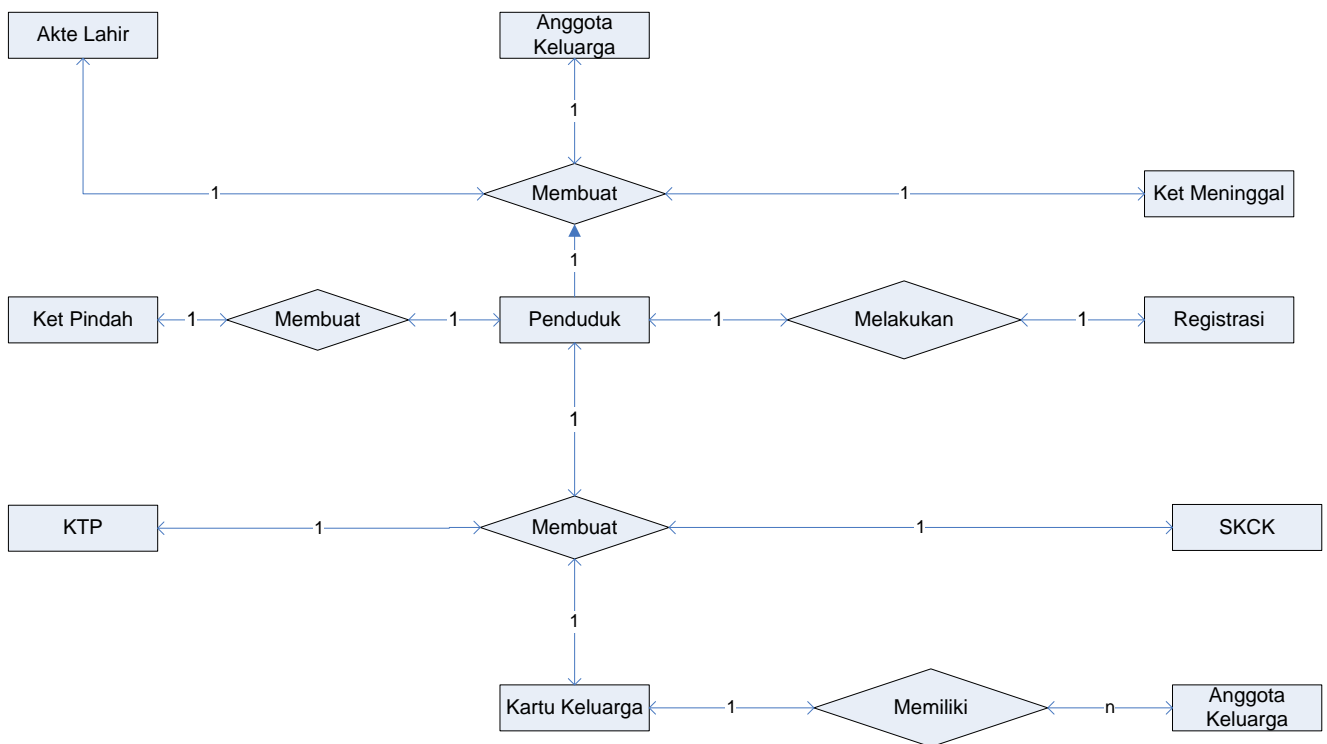 Akte Lahir
Anggota
Keluarga
1
1
Membuat
1
Ket Meninggal
1
Ket Pindah
1
Membuat
1
Penduduk
1
Melakukan
1
Registrasi
1
KTP
1
Membuat
1
SKCK
1
Kartu Keluarga
1
Memiliki
n
Anggota
Keluarga